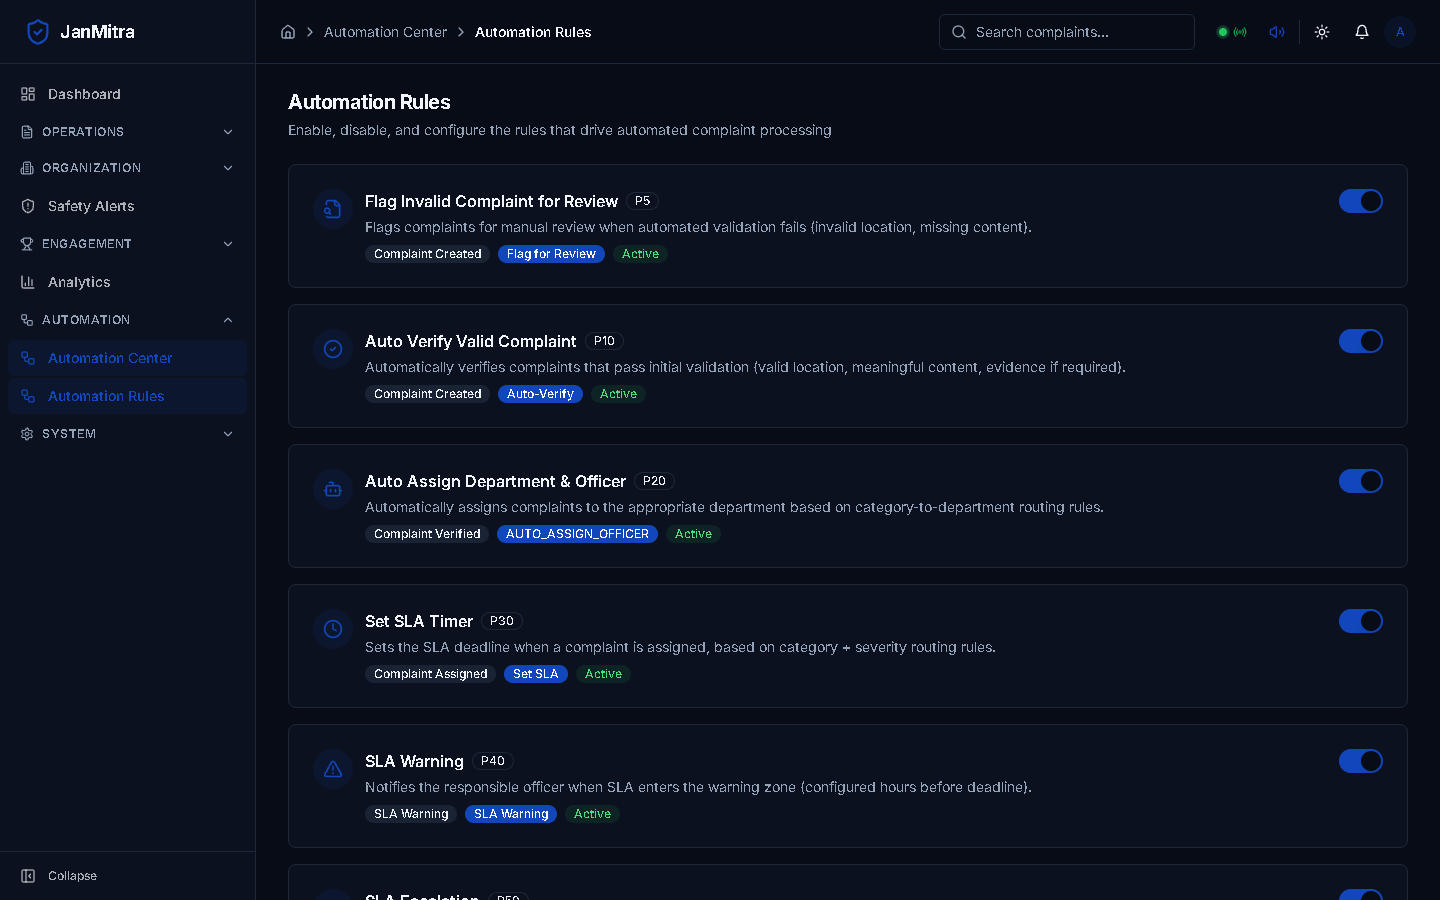 JanMitra
Automation Center
Automation Rules
Search complaints...
A
Dashboard
OPERATIONS
ORGANIZATION
Safety Alerts
ENGAGEMENT
Analytics
AUTOMATION
Automation Center
Automation Rules
SYSTEM
Collapse
Automation Rules
Enable, disable, and configure the rules that drive automated complaint processing
Flag Invalid Complaint for Review P5
Flags complaints for manual review when automated validation fails (invalid location, missing content).
Complaint Created Flag for Review Active
Auto Verify Valid Complaint P10
Automatically verifies complaints that pass initial validation (valid location, meaningful content, evidence if required).
Complaint Created Auto-Verify Active
Auto Assign Department & Officer P20
Automatically assigns complaints to the appropriate department based on category-to-department routing rules.
Complaint Verified AUTO_ASSIGN_OFFICER Active
Set SLA Timer P30
Sets the SLA deadline when a complaint is assigned, based on category + severity routing rules.
Complaint Assigned Set SLA Active
SLA Warning P40
Notifies the responsible officer when SLA enters the warning zone (configured hours before deadline).
SLA Warning SLA Warning Active
SLA Escalation P50